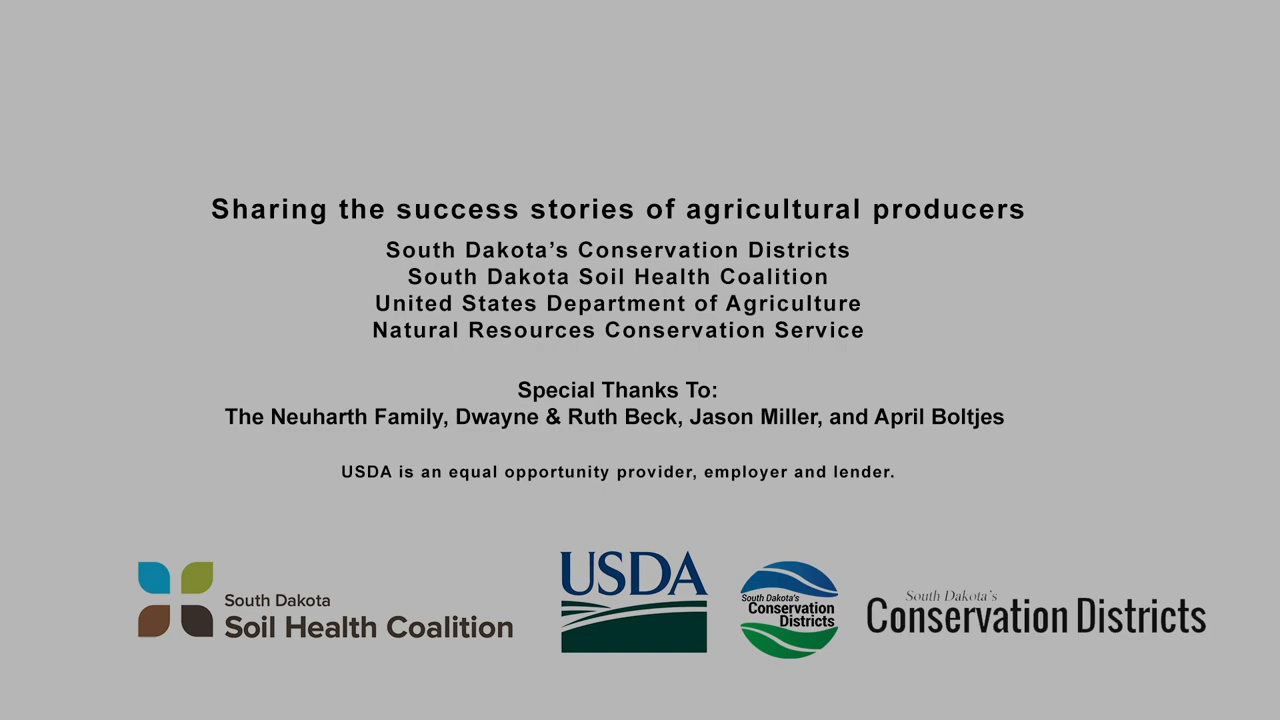 Sharing the success stories of agricultural producers
South Dakota’s Conservation Districts
South Dakota Soil Health Coalition
United States Department of Agriculture
Natural Resources Conservation Service
Special Thanks To:
The Neuharth Family, Dwayne & Ruth Beck, Jason Miller, and April Boltjes
USDA is an equal opportunity provider, employer and lender.
South Dakota
Soil Health Coalition
USDA
South Dakota's
Conservation
Districts
South Dakota's
Conservation Districts